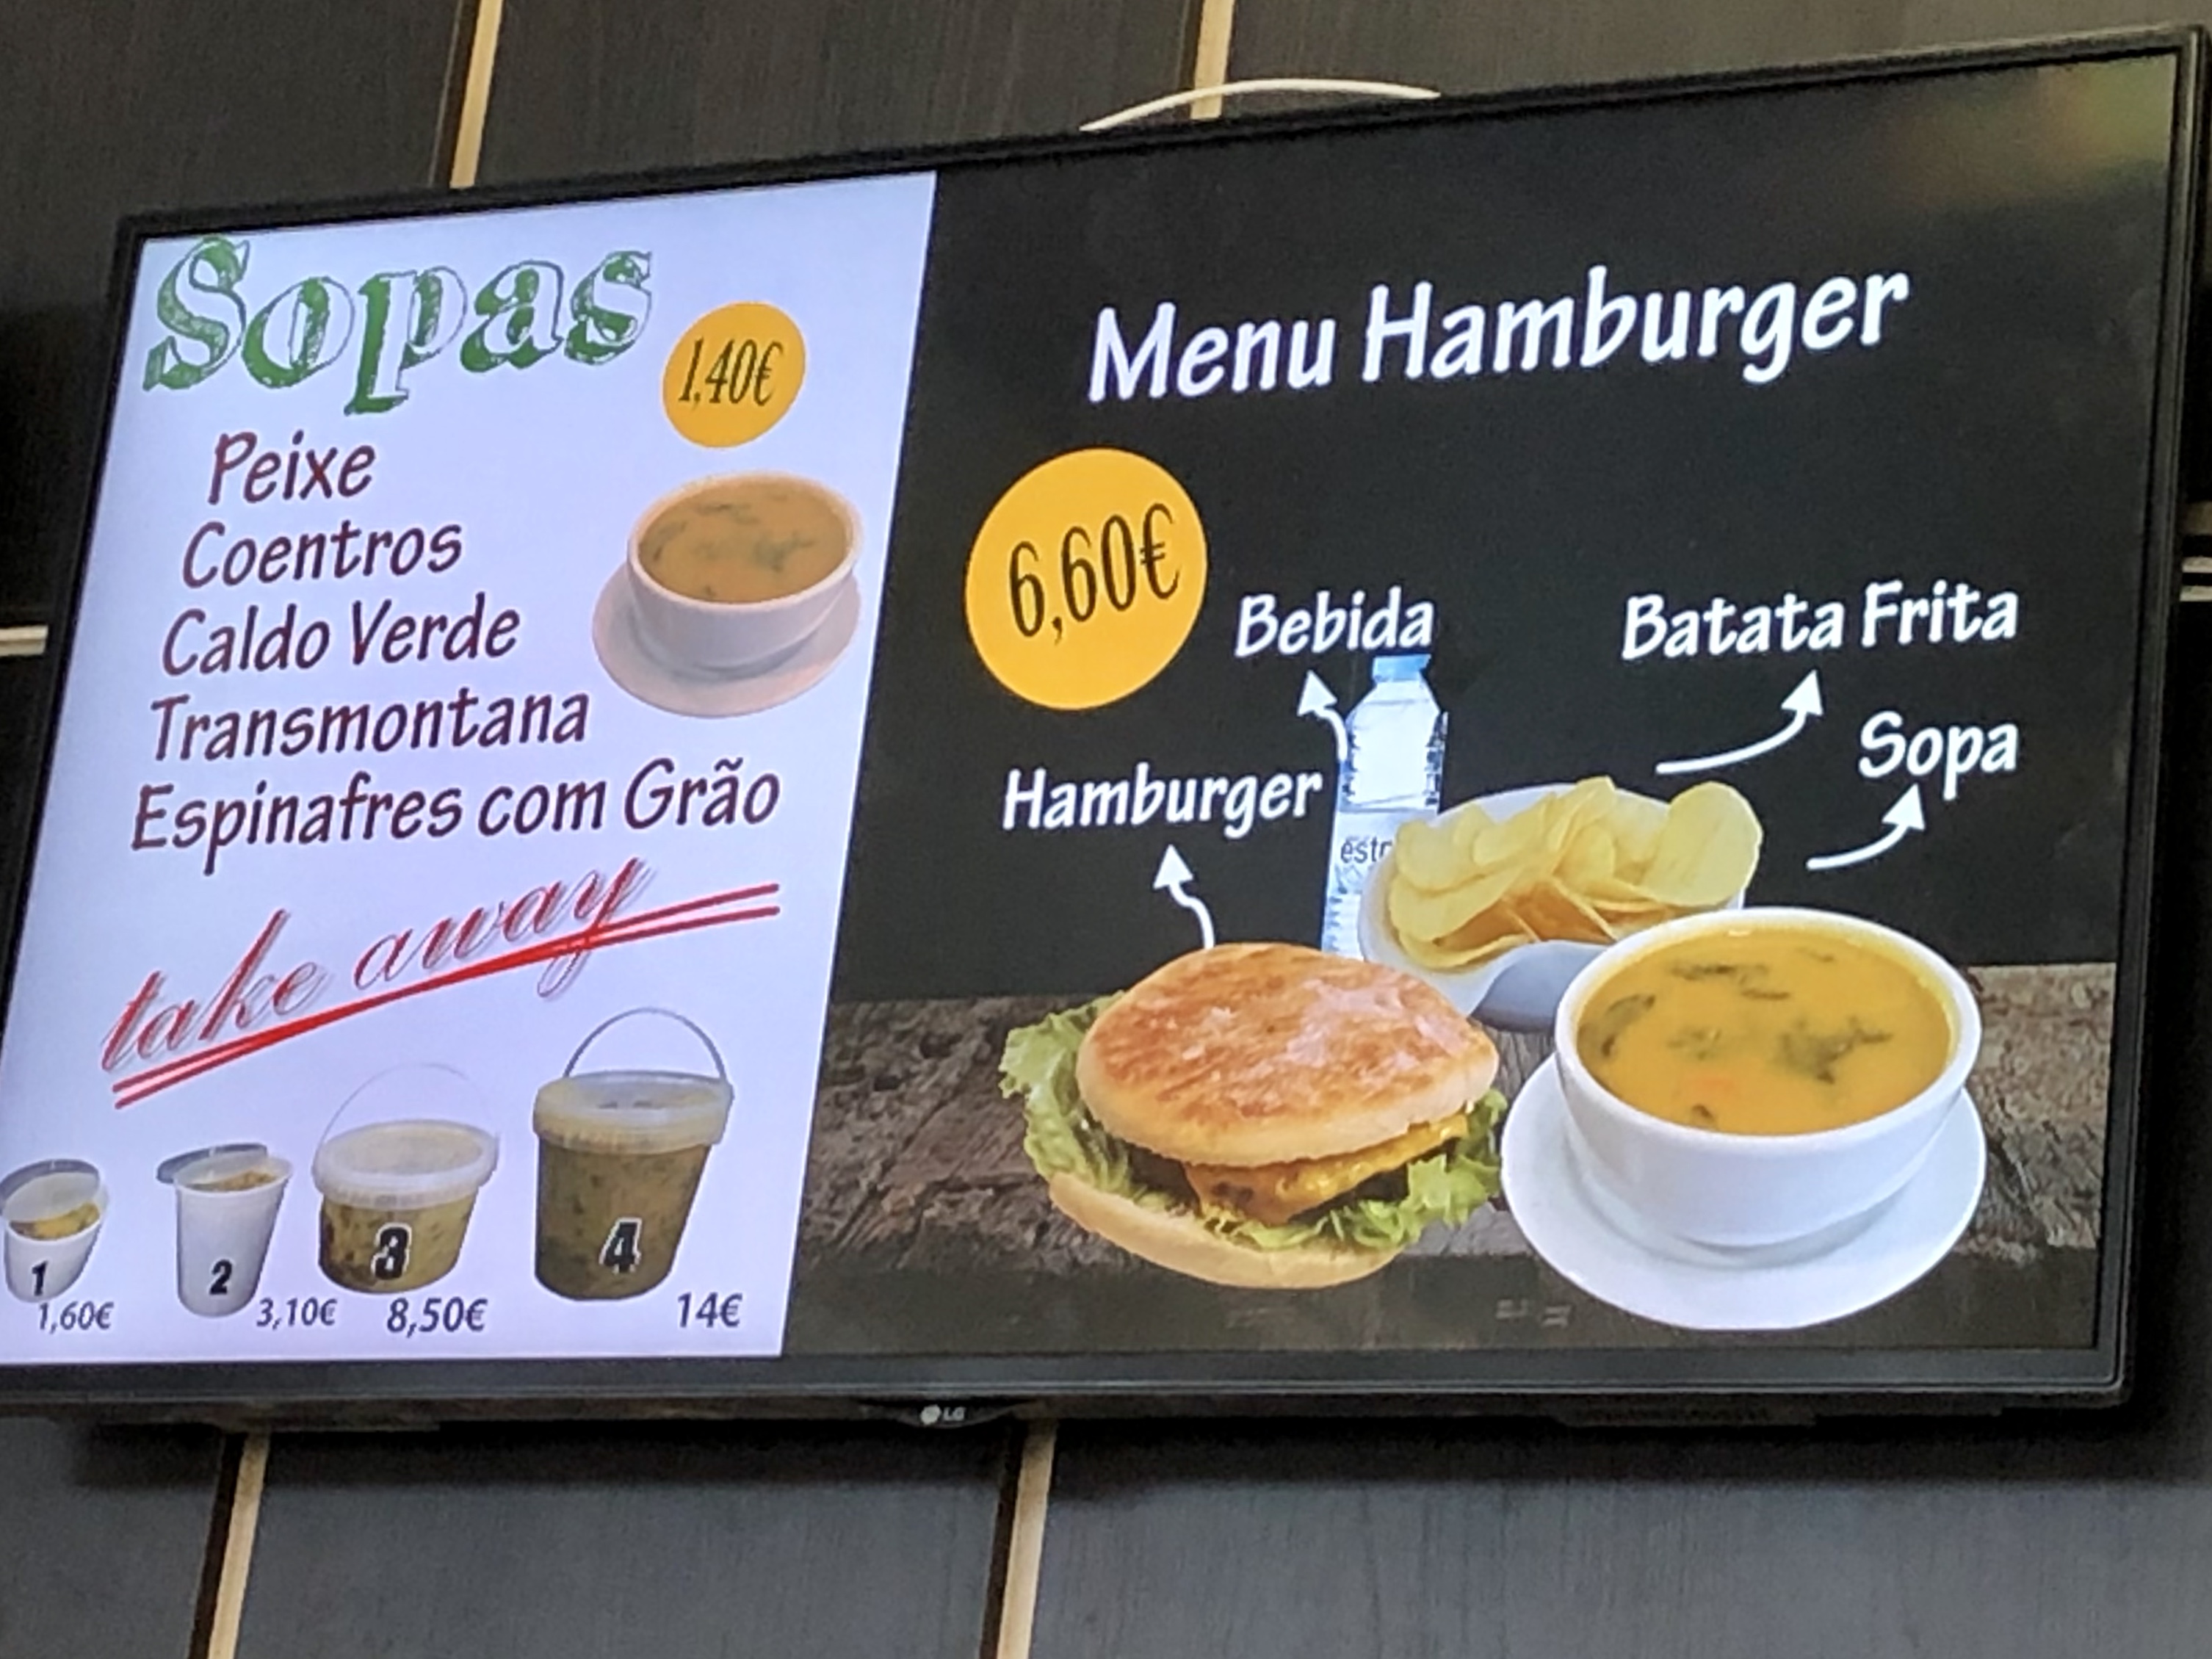 Sopas
1,40€
Peixe
Coentros
Caldo Verde
Transmontana
Espinafres com Grão
take away
1
2
3
4
1,60€
3,10€
8,50€
14€
Menu Hamburger
6,60€
Bebida
Batata Frita
Sopa
Hamburger
LG